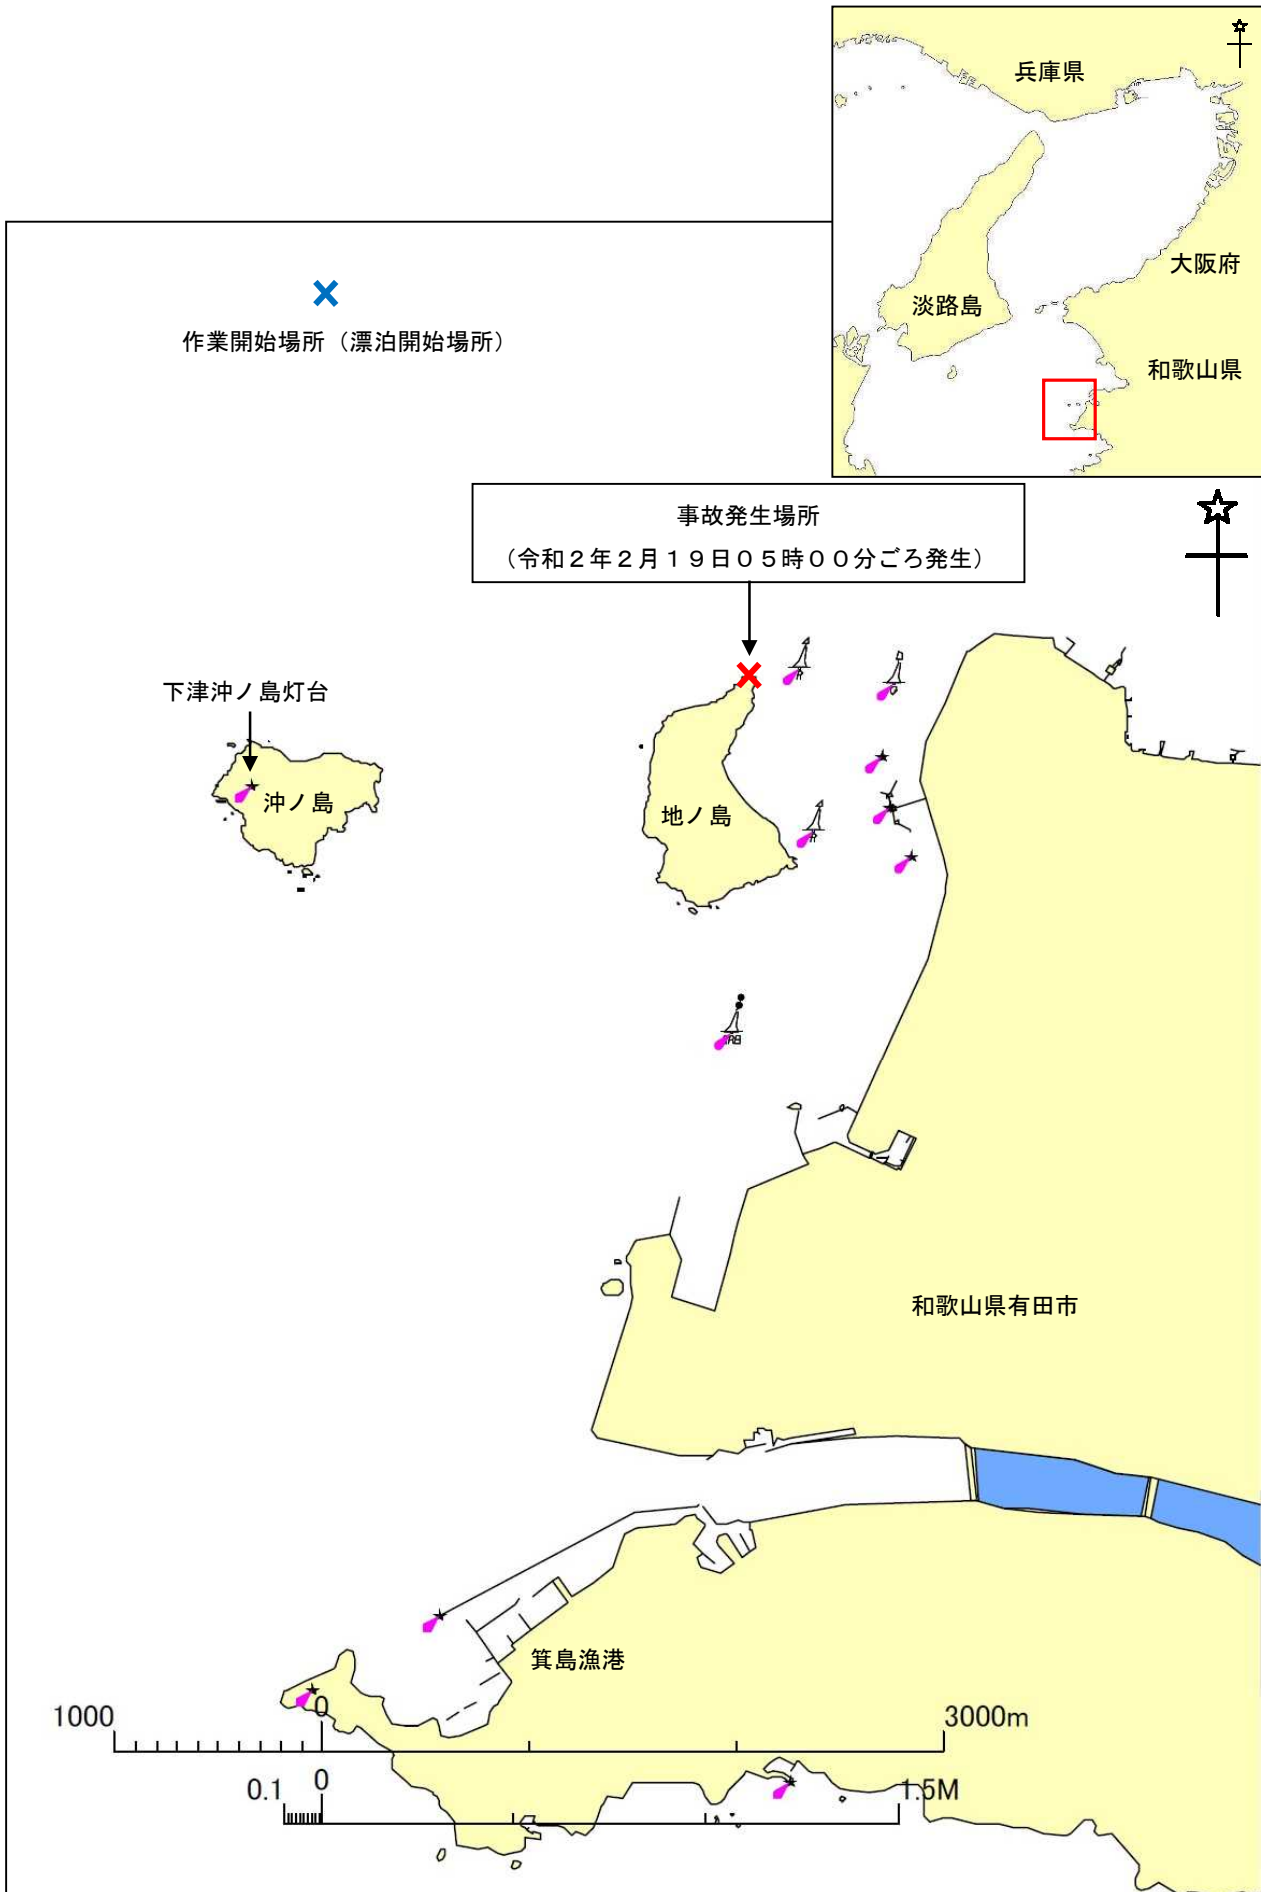 兵庫県
大阪府
淡路島
和歌山県
作業開始場所（漂泊開始場所）
事故発生場所
（令和２年２月１９日０５時００分ごろ発生）
下津沖ノ島灯台
沖ノ島
地ノ島
R
G
R
RB
和歌山県有田市
箕島漁港
1000 0 3000m
0.1 0 1.5M